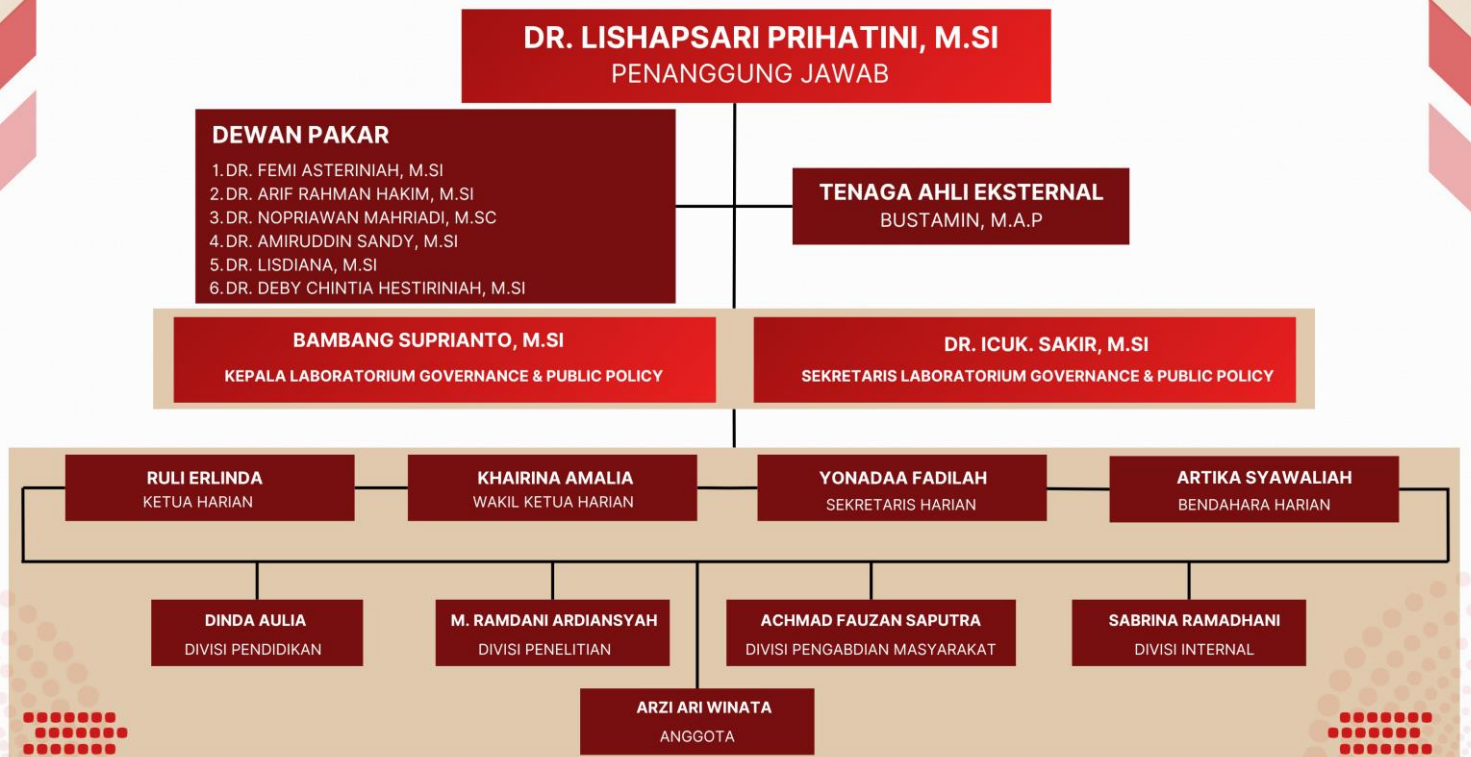 DR. LISHAPSARI PRIHATINI, M.SI
PENANGGUNG JAWAB
DEWAN PAKAR
1. DR. FEMI ASTERINIAH, M.SI
2. DR. ARIF RAHMAN HAKIM, M.SI
3. DR. NOPRIAWAN MAHRIADI, M.SC
4. DR. AMIRUDDIN SANDY, M.SI
5. DR. LISDIANA, M.SI
6. DR. DEBY CHINTIA HESTIRINIAH, M.SI
TENAGA AHLI EKSTERNAL
BUSTAMIN, M.A.P
BAMBANG SUPRIANTO, M.SI
KEPALA LABORATORIUM GOVERNANCE & PUBLIC POLICY
DR. ICUK. SAKIR, M.SI
SEKRETARIS LABORATORIUM GOVERNANCE & PUBLIC POLICY
RULI ERLINDA
KETUA HARIAN
KHAIRINA AMALIA
WAKIL KETUA HARIAN
YONADAA FADILAH
SEKRETARIS HARIAN
ARTIKA SYAWALIAH
BENDAHARA HARIAN
DINDA AULIA
DIVISI PENDIDIKAN
M. RAMDANI ARDIANSYAH
DIVISI PENELITIAN
ACHMAD FAUZAN SAPUTRA
DIVISI PENGABDIAN MASYARAKAT
SABRINA RAMADHANI
DIVISI INTERNAL
ARZI ARI WINATA
ANGGOTA